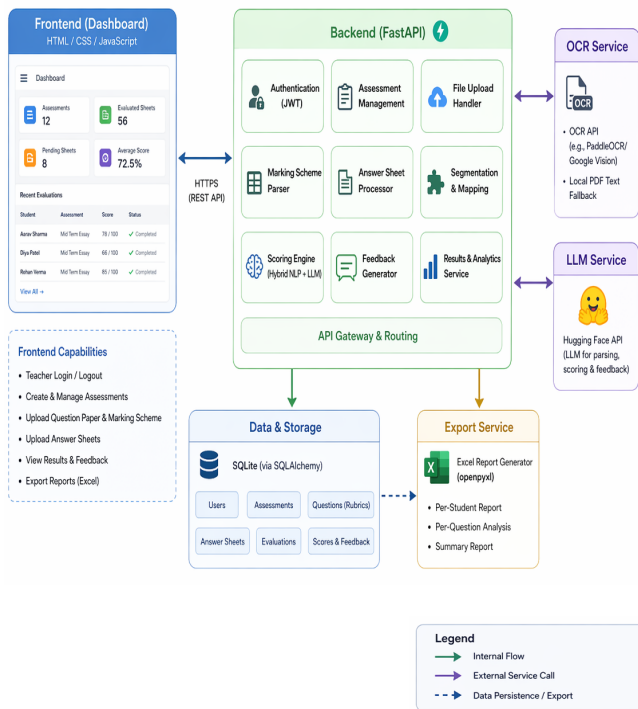 Frontend (Dashboard)
HTML / CSS / JavaScript
Dashboard
Assessments
12
Evaluated Sheets
56
Pending Sheets
8
Average Score
72.5%
Recent Evaluations
Student Assessment Score Status
Aarav Sharma Mid Term Essay 78 / 100 Completed
Diya Patel Mid Term Essay 66 / 100 Completed
Rohan Verma Mid Term Essay 85 / 100 Completed
View All →
HTTPS
(REST API)
Backend (FastAPI)
Authentication
(JWT)
Assessment
Management
File Upload
Handler
Marking Scheme
Parser
Answer Sheet
Processor
Segmentation
& Mapping
Scoring Engine
(Hybrid NLP + LLM)
Feedback
Generator
Results & Analytics
Service
API Gateway & Routing
OCR Service
OCR
• OCR API
(e.g., PaddleOCR/
Google Vision)
• Local PDF Text
Fallback
LLM Service
Hugging Face API
(LLM for parsing,
scoring & feedback)
Frontend Capabilities
• Teacher Login / Logout
• Create & Manage Assessments
• Upload Question Paper & Marking Scheme
• Upload Answer Sheets
• View Results & Feedback
• Export Reports (Excel)
Data & Storage
SQLite (via SQLAlchemy)
Users
Assessments
Questions (Rubrics)
Answer Sheets
Evaluations
Scores & Feedback
Export Service
X
Excel Report Generator
(openpyxl)
• Per-Student Report
• Per-Question Analysis
• Summary Report
Legend
Internal Flow
External Service Call
Data Persistence / Export